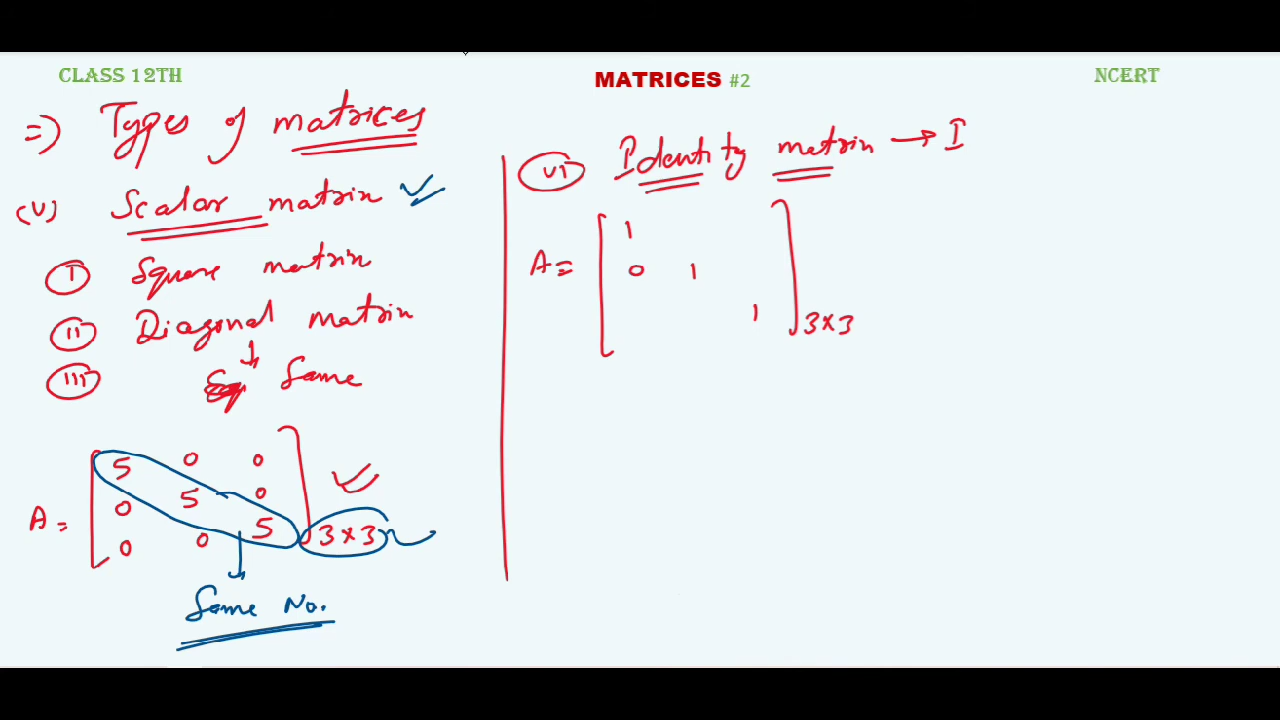 CLASS 12TH
MATRICES #2
NCERT
=) Types of matrices
(V) Scalar matrix
I Square matrix
II Diagonal matrix
III Same
A = [ 5 0 0
0 5 0
0 0 5 ] 3×3
Same No.
VI Identity matrix → I
A = [ 1
0 1
1 ] 3×3